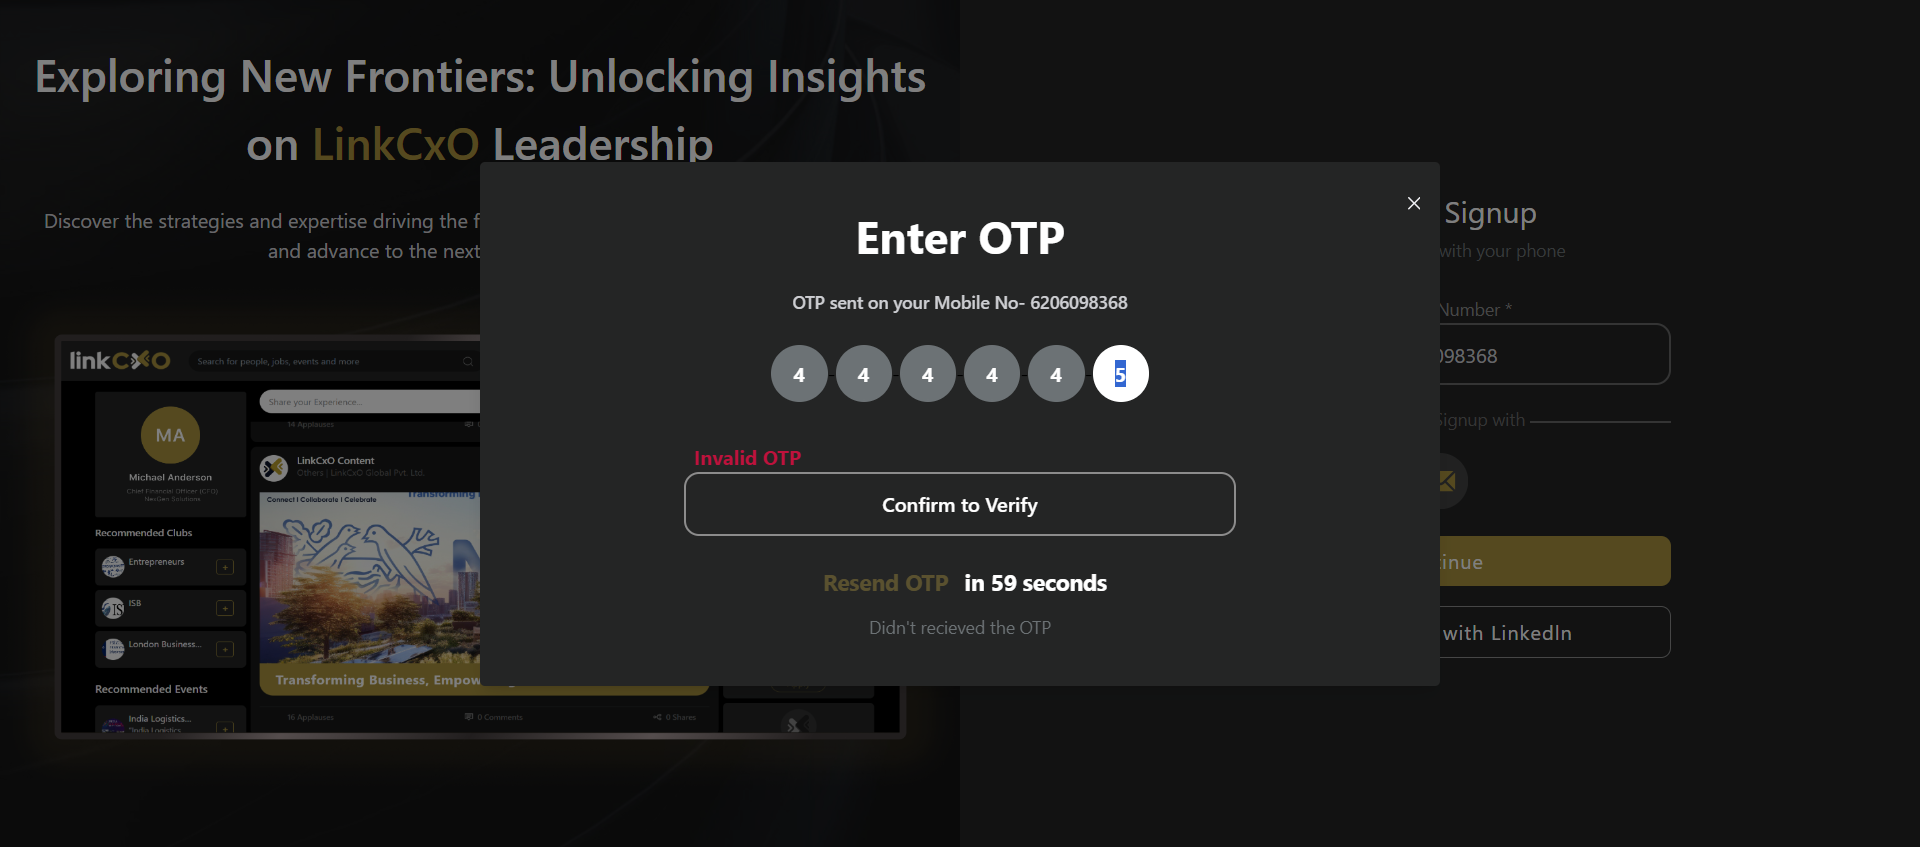 Exploring New Frontiers: Unlocking Insights
on LinkCxO Leadership
Discover the strategies and expertise driving the f
and advance to the next
linkCXO
Search for people, jobs, events and more
MA
Michael Anderson
Chief Financial Officer (CFO)
NexGen Solutions
Recommended Clubs
Entrepreneurs
+
ISB
+
London Business...
+
Recommended Events
India Logistics...
"India Logistics
+
Share your Experience...
14 Applauses
LinkCxO Content
Others | LinkCxO Global Pvt. Ltd.
Connect I Collaborate I Celebrate
Transforming
Transforming Business, Empow
16 Applauses
0 Comments
0 Shares
Enter OTP
OTP sent on your Mobile No- 6206098368
4 - 4 - 4 - 4 - 4 - 5
Invalid OTP
Confirm to Verify
Resend OTP in 59 seconds
Didn't recieved the OTP
Signup
with your phone
Number *
098368
Signup with
inue
with LinkedIn